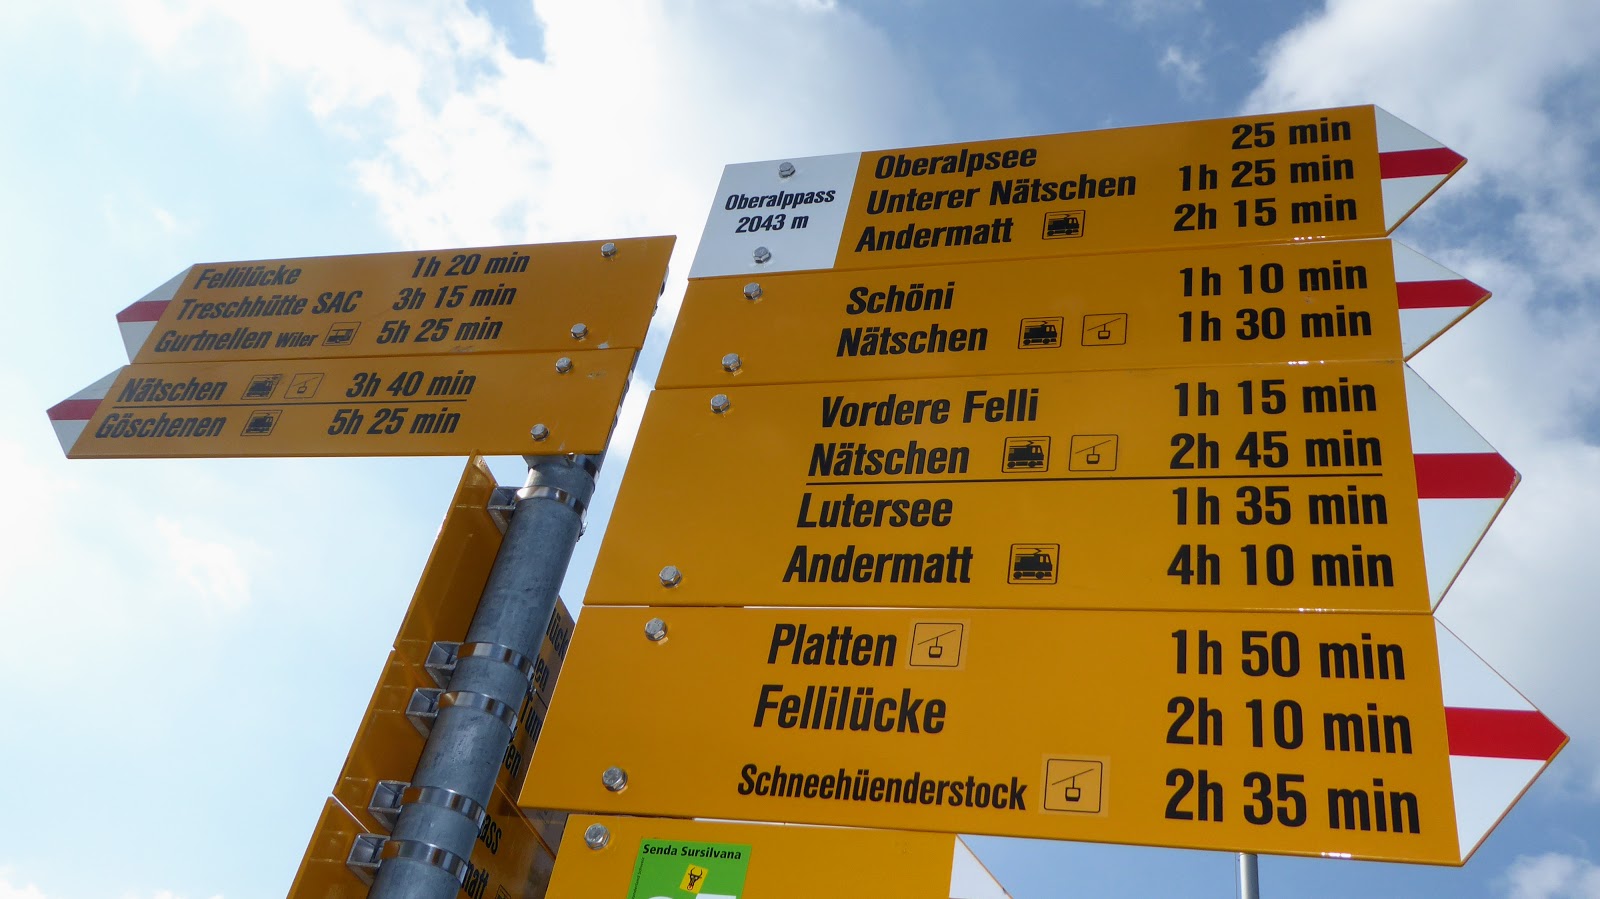 Fellilücke 1h 20 min
Treschhütte SAC 3h 15 min
Gurtnellen Wiler 5h 25 min
Nätschen 3h 40 min
Göschenen 5h 25 min
Oberalppass
2043 m
Oberalpsee 25 min
Unterer Nätschen 1h 25 min
Andermatt 2h 15 min
Schöni 1h 10 min
Nätschen 1h 30 min
Vordere Felli 1h 15 min
Nätschen 2h 45 min
Lutersee 1h 35 min
Andermatt 4h 10 min
Platten 1h 50 min
Fellilücke 2h 10 min
Schneehüenderstock 2h 35 min
Senda Sursilvana